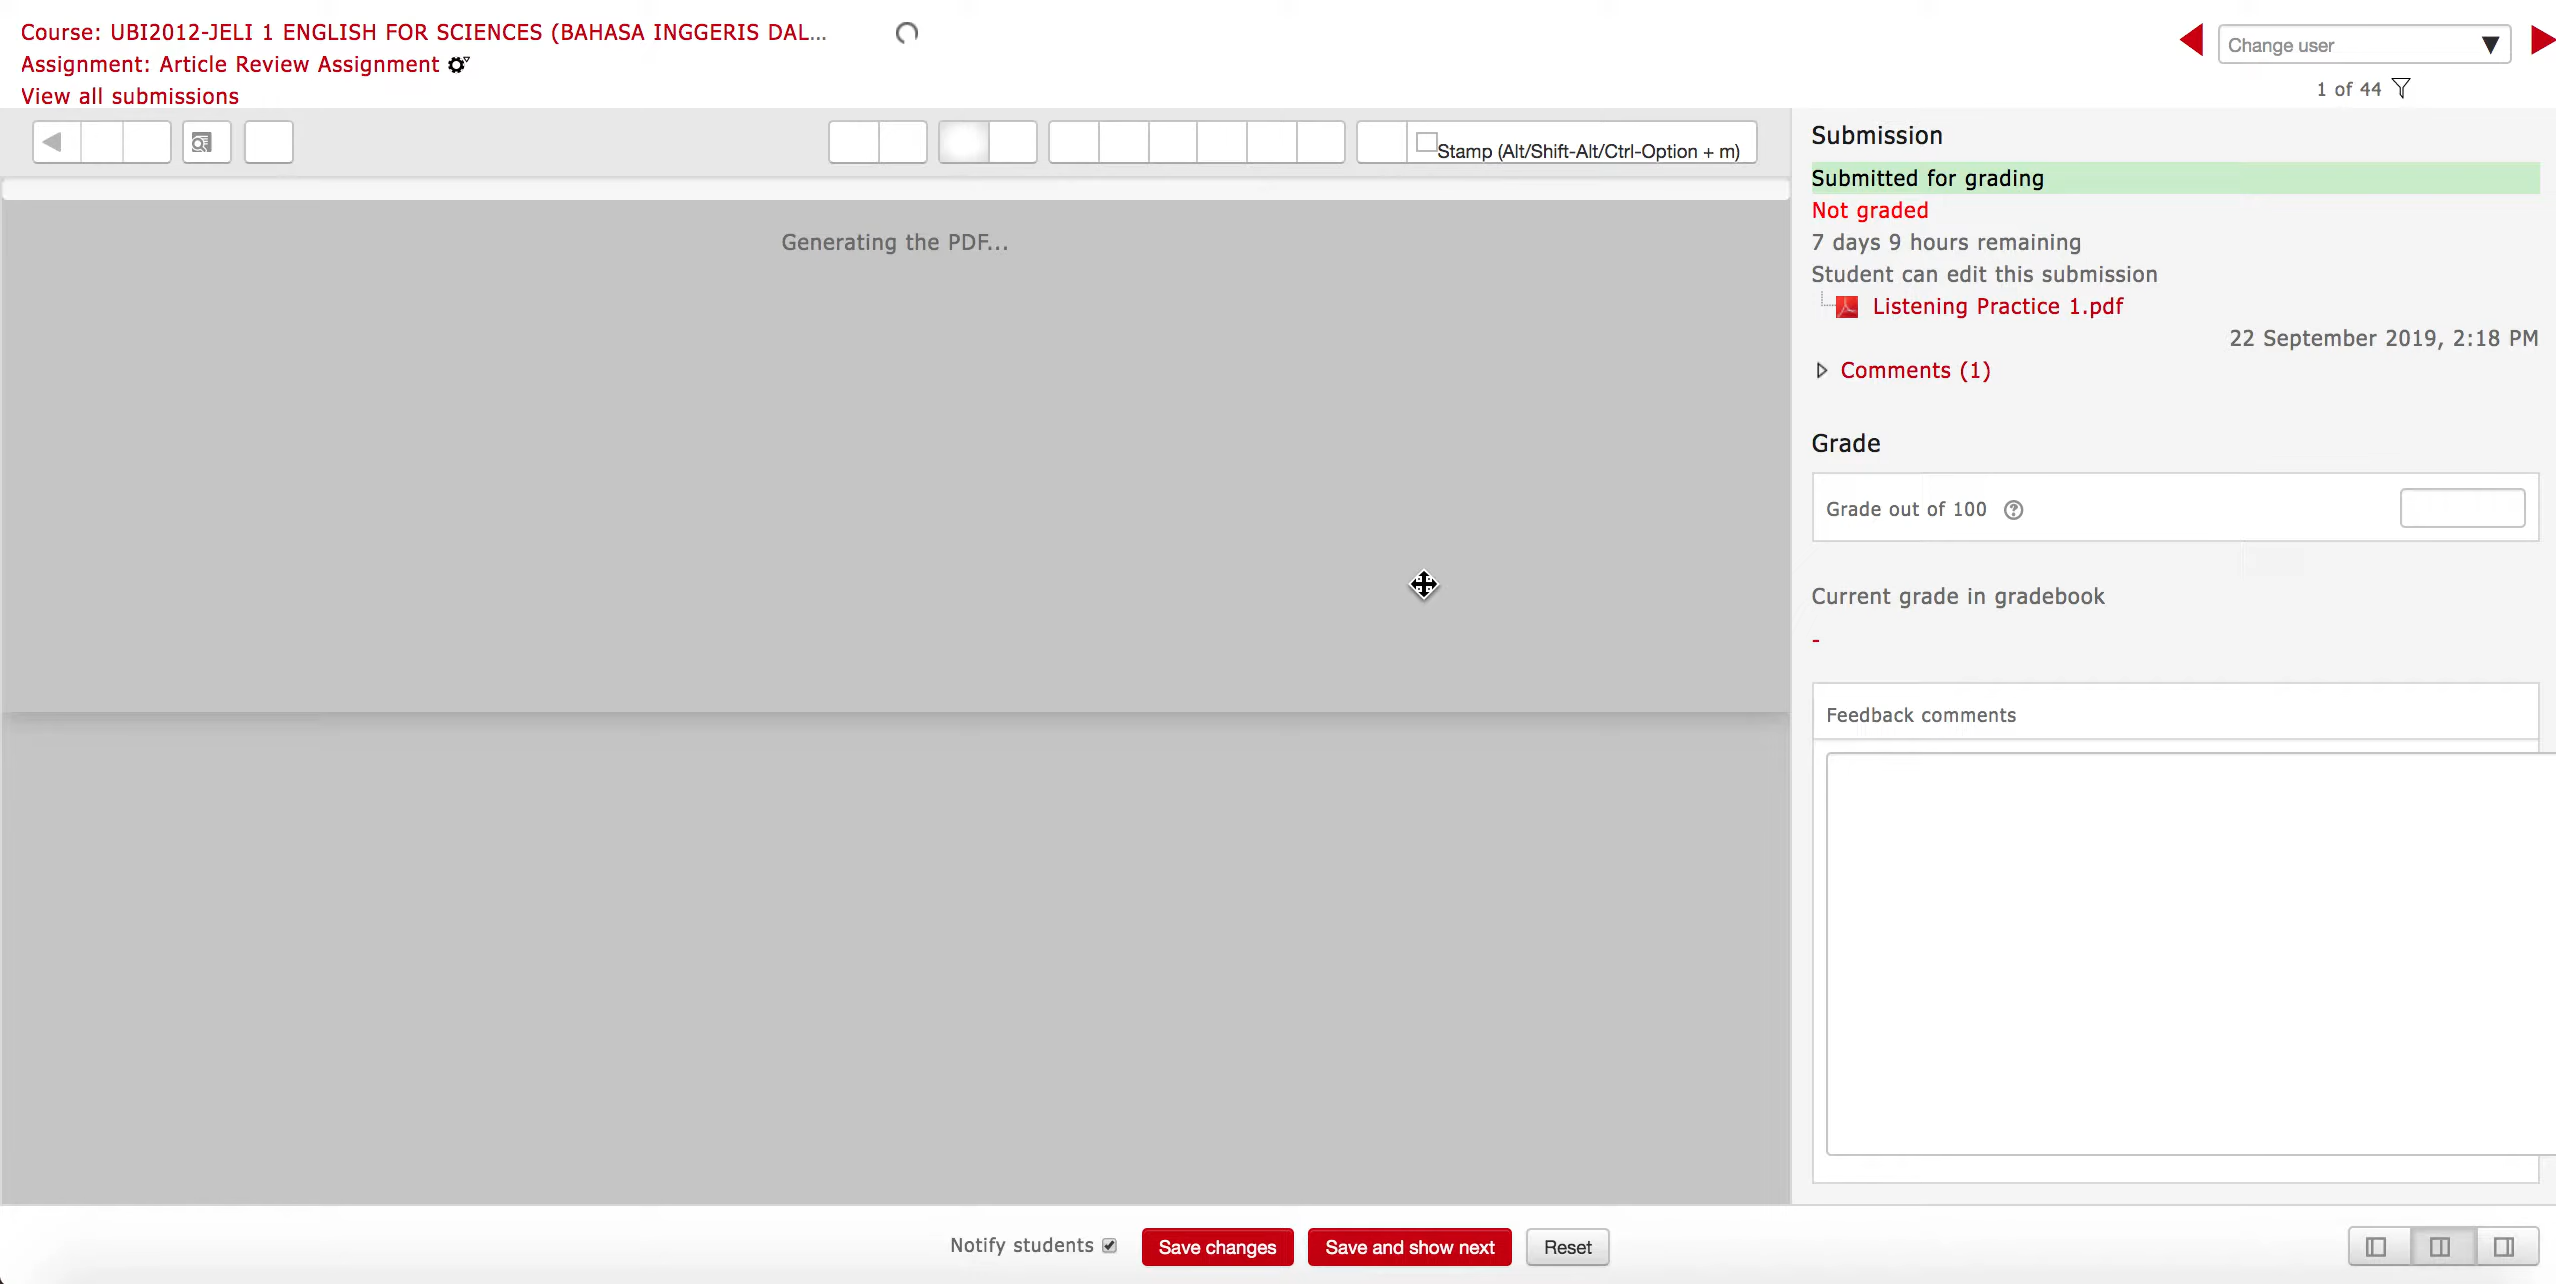 Course: UBI2012-JELI 1 ENGLISH FOR SCIENCES (BAHASA INGGERIS DAL...
Assignment: Article Review Assignment
View all submissions
Change user
1 of 44
Stamp (Alt/Shift-Alt/Ctrl-Option + m)
Generating the PDF...
Submission
Submitted for grading
Not graded
7 days 9 hours remaining
Student can edit this submission
Listening Practice 1.pdf
22 September 2019, 2:18 PM
Comments (1)
Grade
Grade out of 100
Current grade in gradebook
-
Feedback comments
Notify students
Save changes
Save and show next
Reset